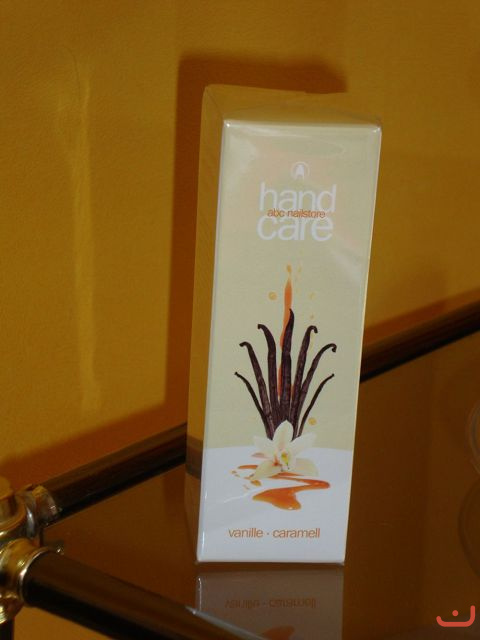 A
hand
abc nailstore
care
vanille · caramell